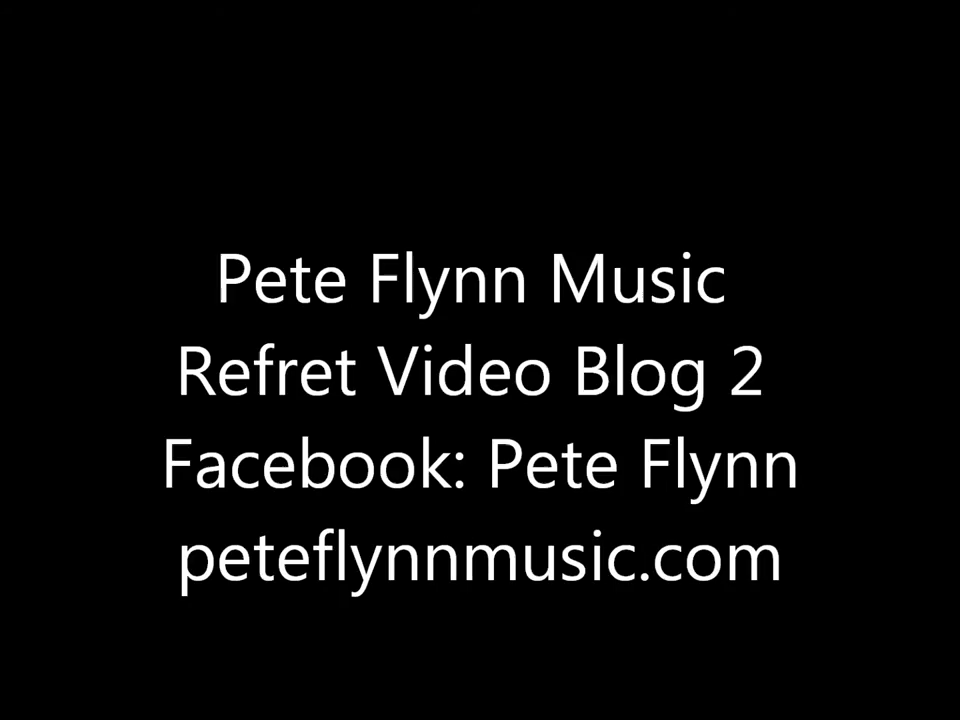 Pete Flynn Music
Refret Video Blog 2
Facebook: Pete Flynn
peteflynnmusic.com